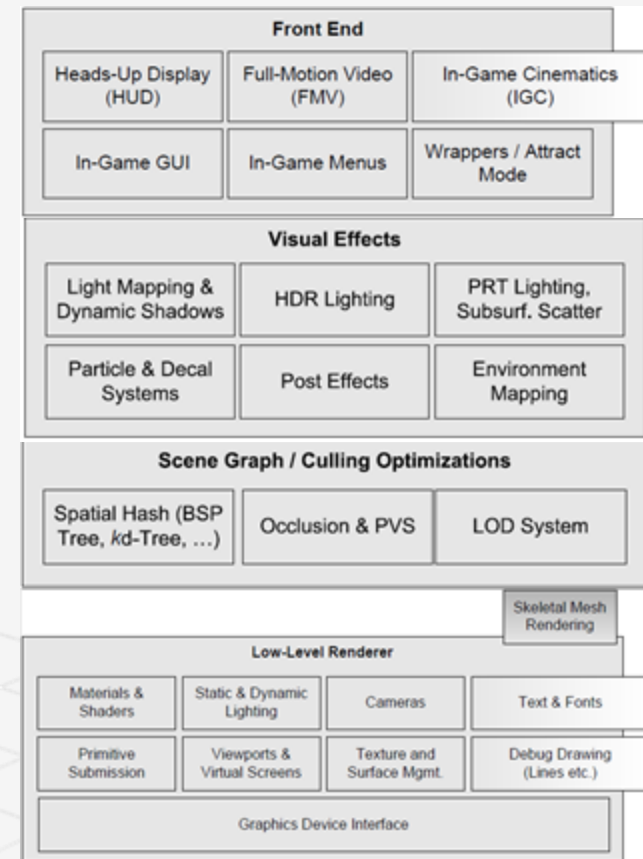 Front End
Heads-Up Display
(HUD)
Full-Motion Video
(FMV)
In-Game Cinematics
(IGC)
In-Game GUI
In-Game Menus
Wrappers / Attract
Mode
Visual Effects
Light Mapping &
Dynamic Shadows
HDR Lighting
PRT Lighting,
Subsurf. Scatter
Particle & Decal
Systems
Post Effects
Environment
Mapping
Scene Graph / Culling Optimizations
Spatial Hash (BSP
Tree, kd-Tree, …)
Occlusion & PVS
LOD System
Skeletal Mesh
Rendering
Low-Level Renderer
Materials &
Shaders
Static & Dynamic
Lighting
Cameras
Text & Fonts
Primitive
Submission
Viewports &
Virtual Screens
Texture and
Surface Mgmt.
Debug Drawing
(Lines etc.)
Graphics Device Interface